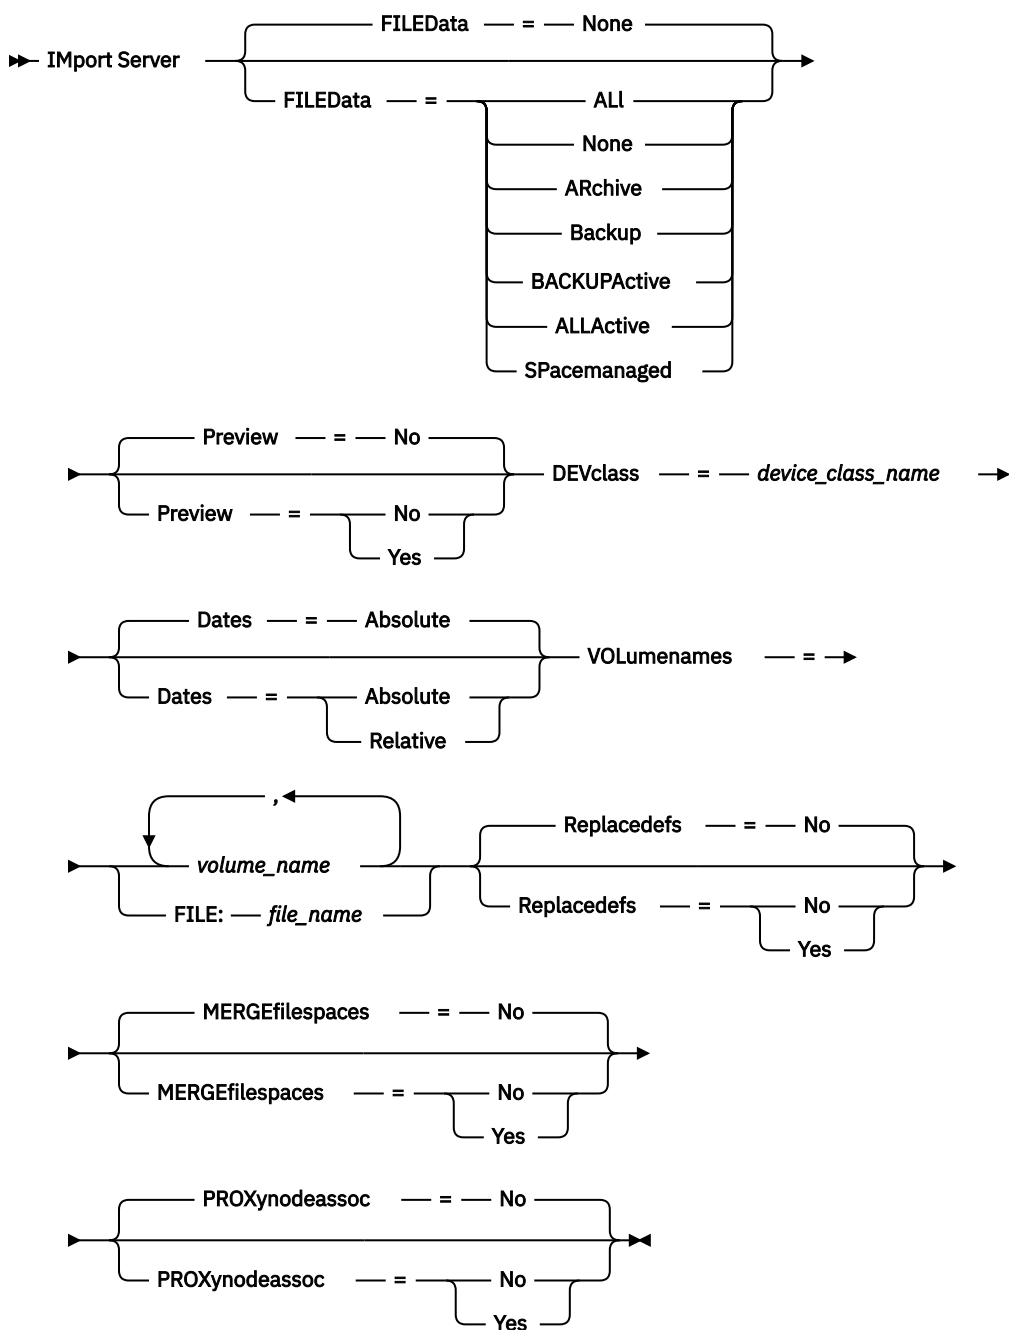 FILEData = None
IMport Server
FILEData = ALl
None
ARchive
Backup
BACKUPActive
ALLActive
SPacemanaged
Preview = No
DEVclass = device_class_name
Preview = No
Yes
Dates = Absolute
VOLumenames =
Dates = Absolute
Relative
,
volume_name
FILE: file_name
Replacedefs = No
Replacedefs = No
Yes
MERGEfilespaces = No
MERGEfilespaces = No
Yes
PROXynodeassoc = No
PROXynodeassoc = No
Yes